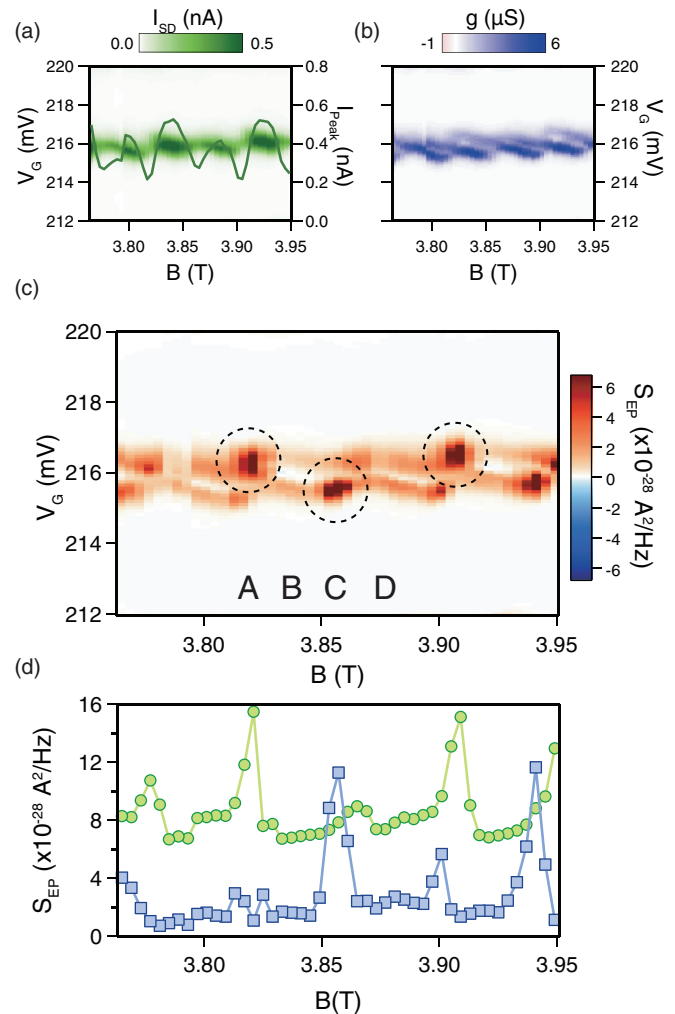 (a)
I_SD (nA)
0.0 0.5
(b)
g (µS)
-1 6
220
218
216
214
212
V_G (mV)
0.8
0.6
0.4
0.2
0.0
I_Peak (nA)
3.80 3.85 3.90 3.95
B (T)
220
218
216
214
212
V_G (mV)
3.80 3.85 3.90 3.95
B (T)
(c)
220
218
216
214
212
V_G (mV)
A B C D
3.80 3.85 3.90 3.95
B (T)
6
4
2
0
-2
-4
-6
S_EP (x10^-28 A^2/Hz)
(d)
16
12
8
4
0
S_EP (x10^-28 A^2/Hz)
3.80 3.85 3.90 3.95
B(T)